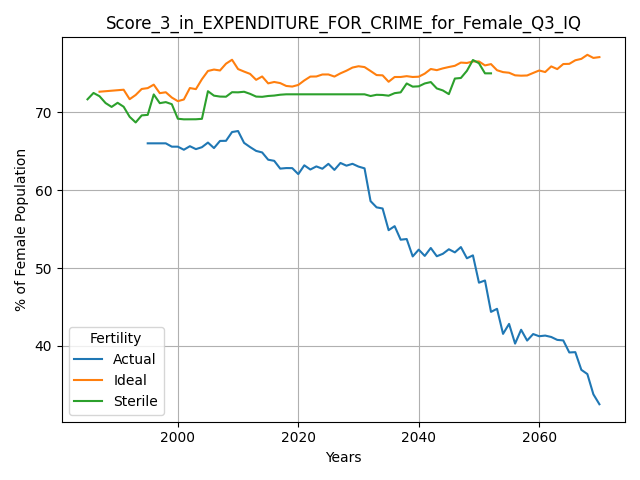 Score_3_in_EXPENDITURE_FOR_CRIME_for_Female_Q3_IQ
% of Female Population
70
60
50
40
Fertility
Actual
Ideal
Sterile
2000
2020
2040
2060
Years